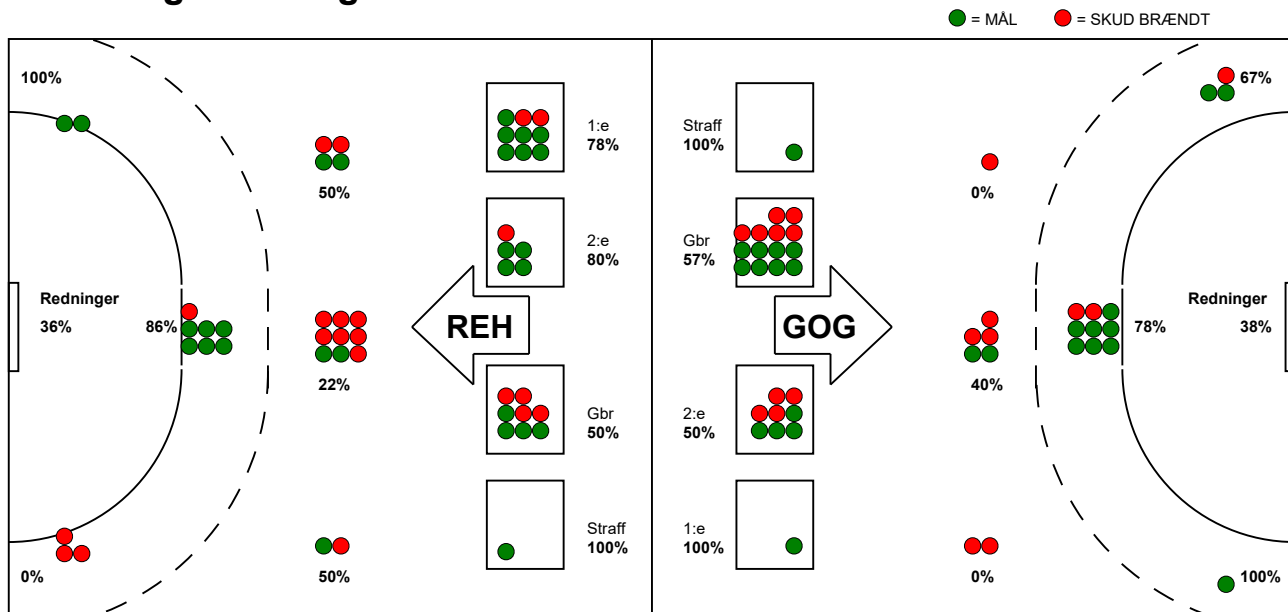 = MÅL = SKUD BRÆNDT
100%
50%
Redninger
36%
86%
22%
0%
50%
1:e
78%
2:e
80%
REH
Gbr
50%
Straff
100%
Straff
100%
Gbr
57%
GOG
2:e
50%
1:e
100%
67%
0%
Redninger
38%
78%
40%
0%
100%